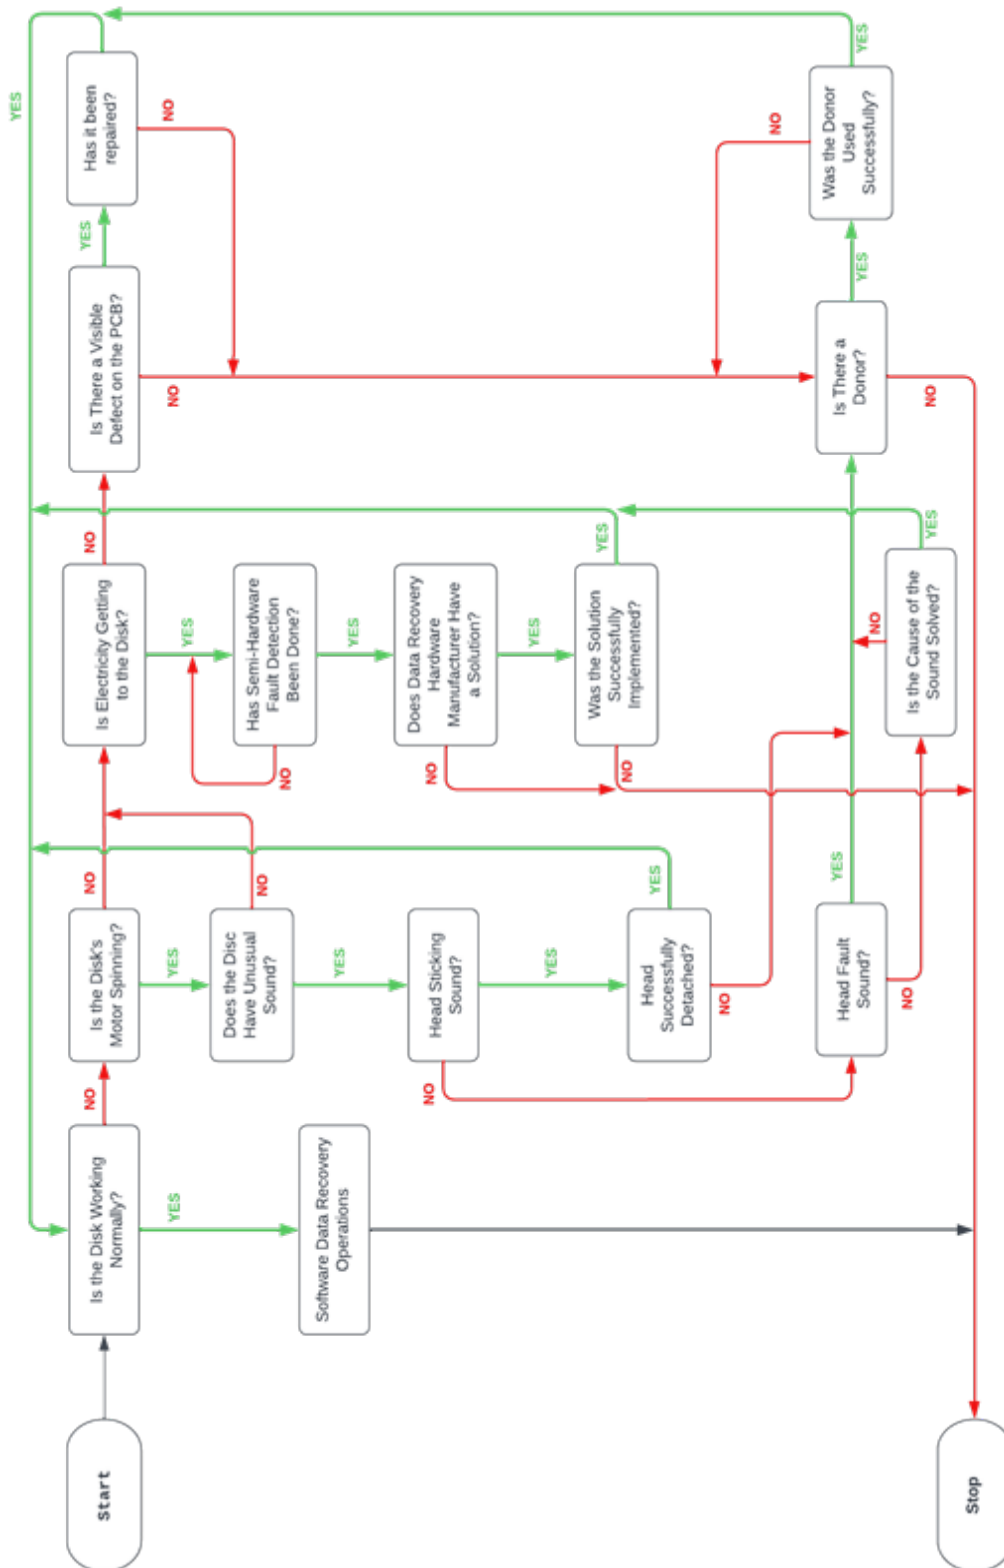 Start
Is the Disk Working
Normally?
NO
YES
Software Data Recovery
Operations
Is the Disk's
Motor Spinning?
NO
YES
Does the Disc
Have Unusual
Sound?
NO
YES
Head Sticking
Sound?
NO
YES
Head
Successfully
Detached?
YES
NO
Head Fault
Sound?
YES
NO
Is Electricity Getting
to the Disk?
NO
YES
Has Semi-Hardware
Fault Detection
Been Done?
NO
YES
Does Data Recovery
Hardware
Manufacturer Have
a Solution?
NO
YES
Was the Solution
Successfully
Implemented?
YES
NO
Is the Cause of the
Sound Solved?
NO
YES
Is There a Visible
Defect on the PCB?
YES
NO
Has it been
repaired?
YES
NO
Is There a
Donor?
YES
NO
Was the Donor
Used
Successfully?
NO
YES
Stop